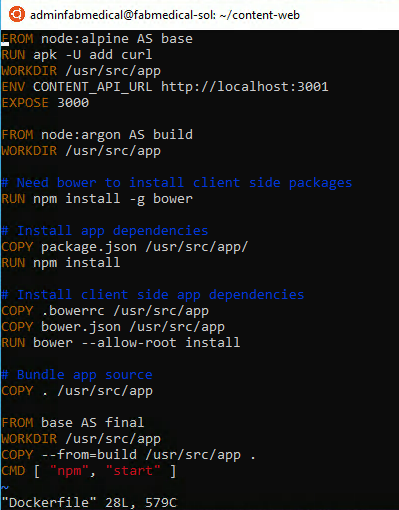 adminfabmedical@fabmedical-sol: ~/content-web
FROM node:alpine AS base
RUN apk -U add curl
WORKDIR /usr/src/app
ENV CONTENT_API_URL http://localhost:3001
EXPOSE 3000

FROM node:argon AS build
WORKDIR /usr/src/app

# Need bower to install client side packages
RUN npm install -g bower

# Install app dependencies
COPY package.json /usr/src/app/
RUN npm install

# Install client side app dependencies
COPY .bowerrc /usr/src/app
COPY bower.json /usr/src/app
RUN bower --allow-root install

# Bundle app source
COPY . /usr/src/app

FROM base AS final
WORKDIR /usr/src/app
COPY --from=build /usr/src/app .
CMD [ "npm", "start" ]
~
"Dockerfile" 28L, 579C